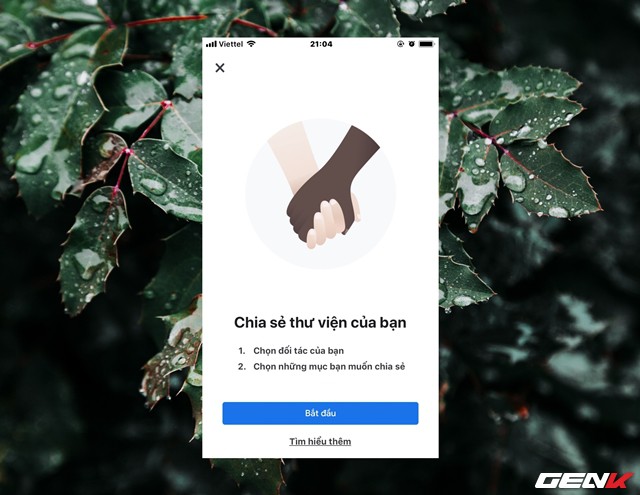 Viettel
21:04
Chia sẻ thư viện của bạn
1. Chọn đối tác của bạn
2. Chọn những mục bạn muốn chia sẻ
Bắt đầu
Tìm hiểu thêm
GENK